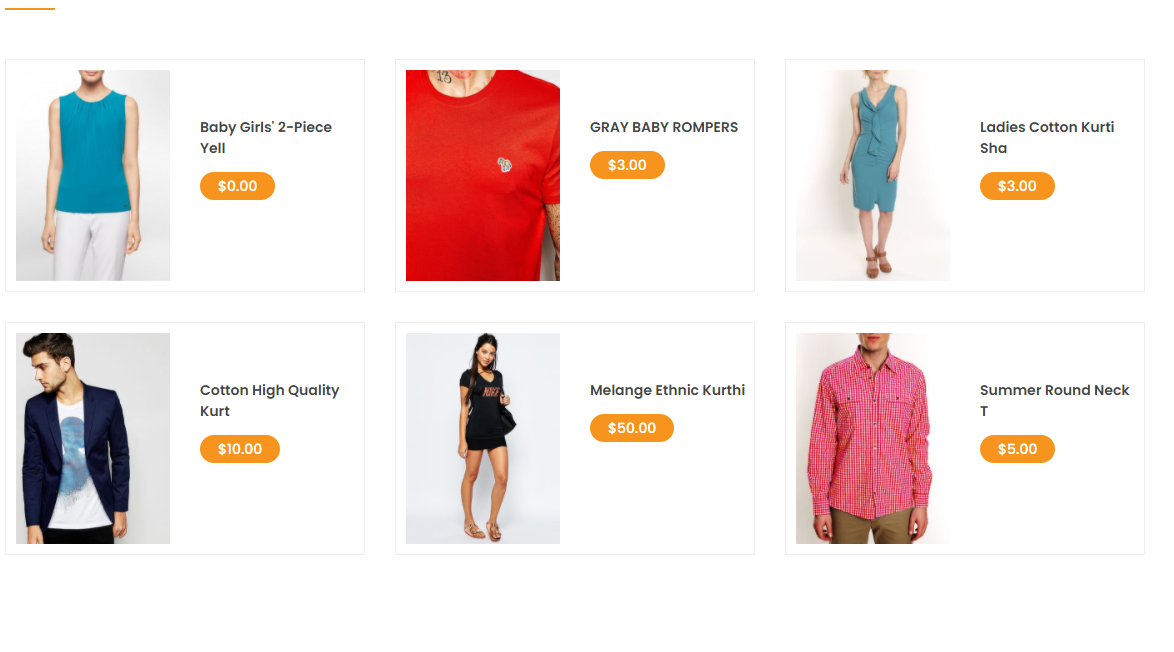 Baby Girls' 2-Piece
Yell
$0.00
GRAY BABY ROMPERS
$3.00
Ladies Cotton Kurti
Sha
$3.00
Cotton High Quality
Kurt
$10.00
Melange Ethnic Kurthi
$50.00
Summer Round Neck
T
$5.00